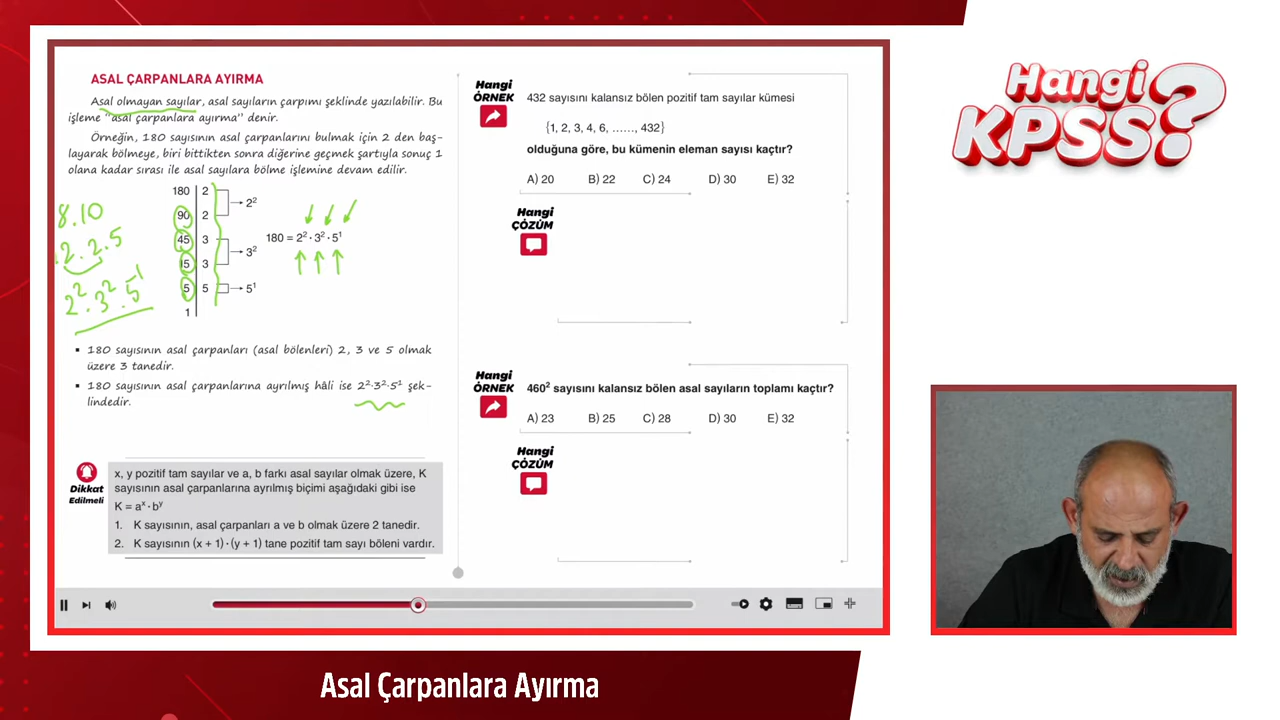 ASAL ÇARPANLARA AYIRMA
Asal olmayan sayılar, asal sayıların çarpımı şeklinde yazılabilir. Bu
işleme "asal çarpanlara ayırma" denir.
Örneğin, 180 sayısının asal çarpanlarını bulmak için 2 den baş-
layarak bölmeye, biri bittikten sonra diğerine geçmek şartıyla sonuç 1
olana kadar sırası ile asal sayılara bölme işlemine devam edilir.
180 2
90 2
2²
45 3
15 3
3²
5 5
5¹
1
180 = 2² · 3² · 5¹
8.10
2.2.5
2².3².5¹
▪ 180 sayısının asal çarpanları (asal bölenleri) 2, 3 ve 5 olmak
üzere 3 tanedir.
▪ 180 sayısının asal çarpanlarına ayrılmış hâli ise 2²·3²·5¹ şek-
lindedir.
Dikkat
Edilmeli
x, y pozitif tam sayılar ve a, b farkı asal sayılar olmak üzere, K
sayısının asal çarpanlarına ayrılmış biçimi aşağıdaki gibi ise
K = aˣ · bʸ
1. K sayısının, asal çarpanları a ve b olmak üzere 2 tanedir.
2. K sayısının (x + 1) · (y + 1) tane pozitif tam sayı böleni vardır.
Hangi
ÖRNEK
432 sayısını kalansız bölen pozitif tam sayılar kümesi
{1, 2, 3, 4, 6, ......, 432}
olduğuna göre, bu kümenin eleman sayısı kaçtır?
A) 20 B) 22 C) 24 D) 30 E) 32
Hangi
ÇÖZÜM
Hangi
ÖRNEK
460² sayısını kalansız bölen asal sayıların toplamı kaçtır?
A) 23 B) 25 C) 28 D) 30 E) 32
Hangi
ÇÖZÜM
Hangi
KPSS?
Asal Çarpanlara Ayırma